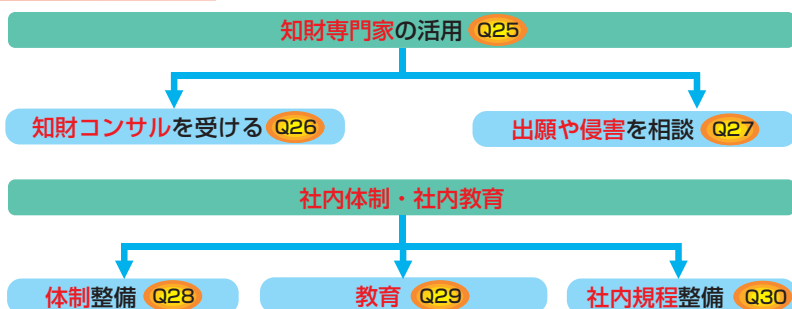 知財専門家の活用 Q25
知財コンサルを受ける Q26
出願や侵害を相談 Q27
社内体制・社内教育
体制整備 Q28
教育 Q29
社内規程整備 Q30